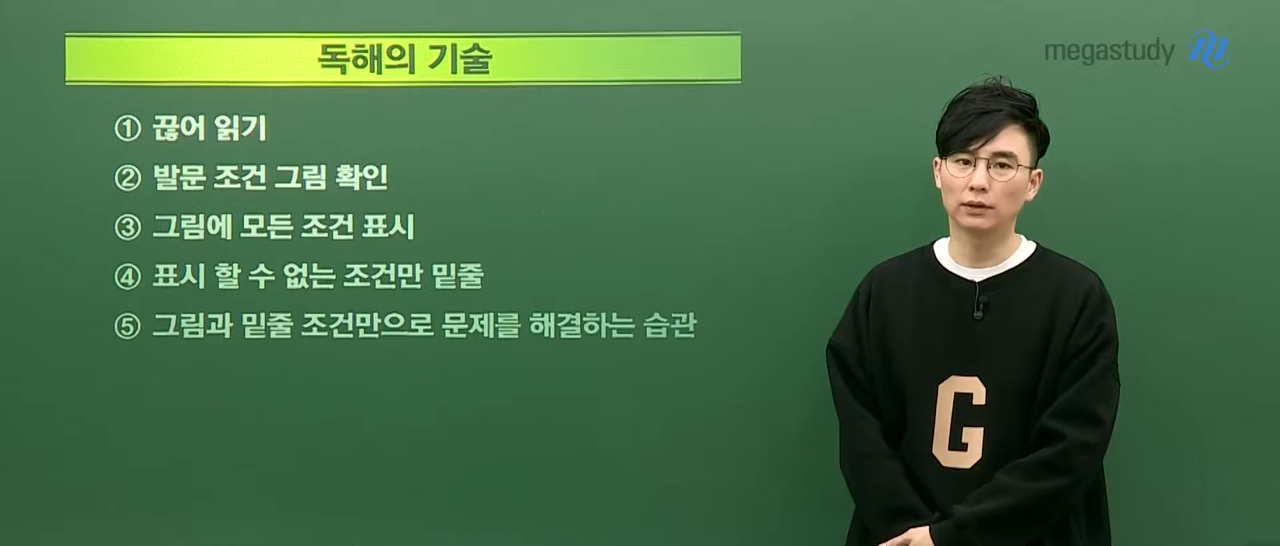 독해의 기술
megastudy
① 끊어 읽기
② 발문 조건 그림 확인
③ 그림에 모든 조건 표시
④ 표시 할 수 없는 조건만 밑줄
⑤ 그림과 밑줄 조건만으로 문제를 해결하는 습관
G